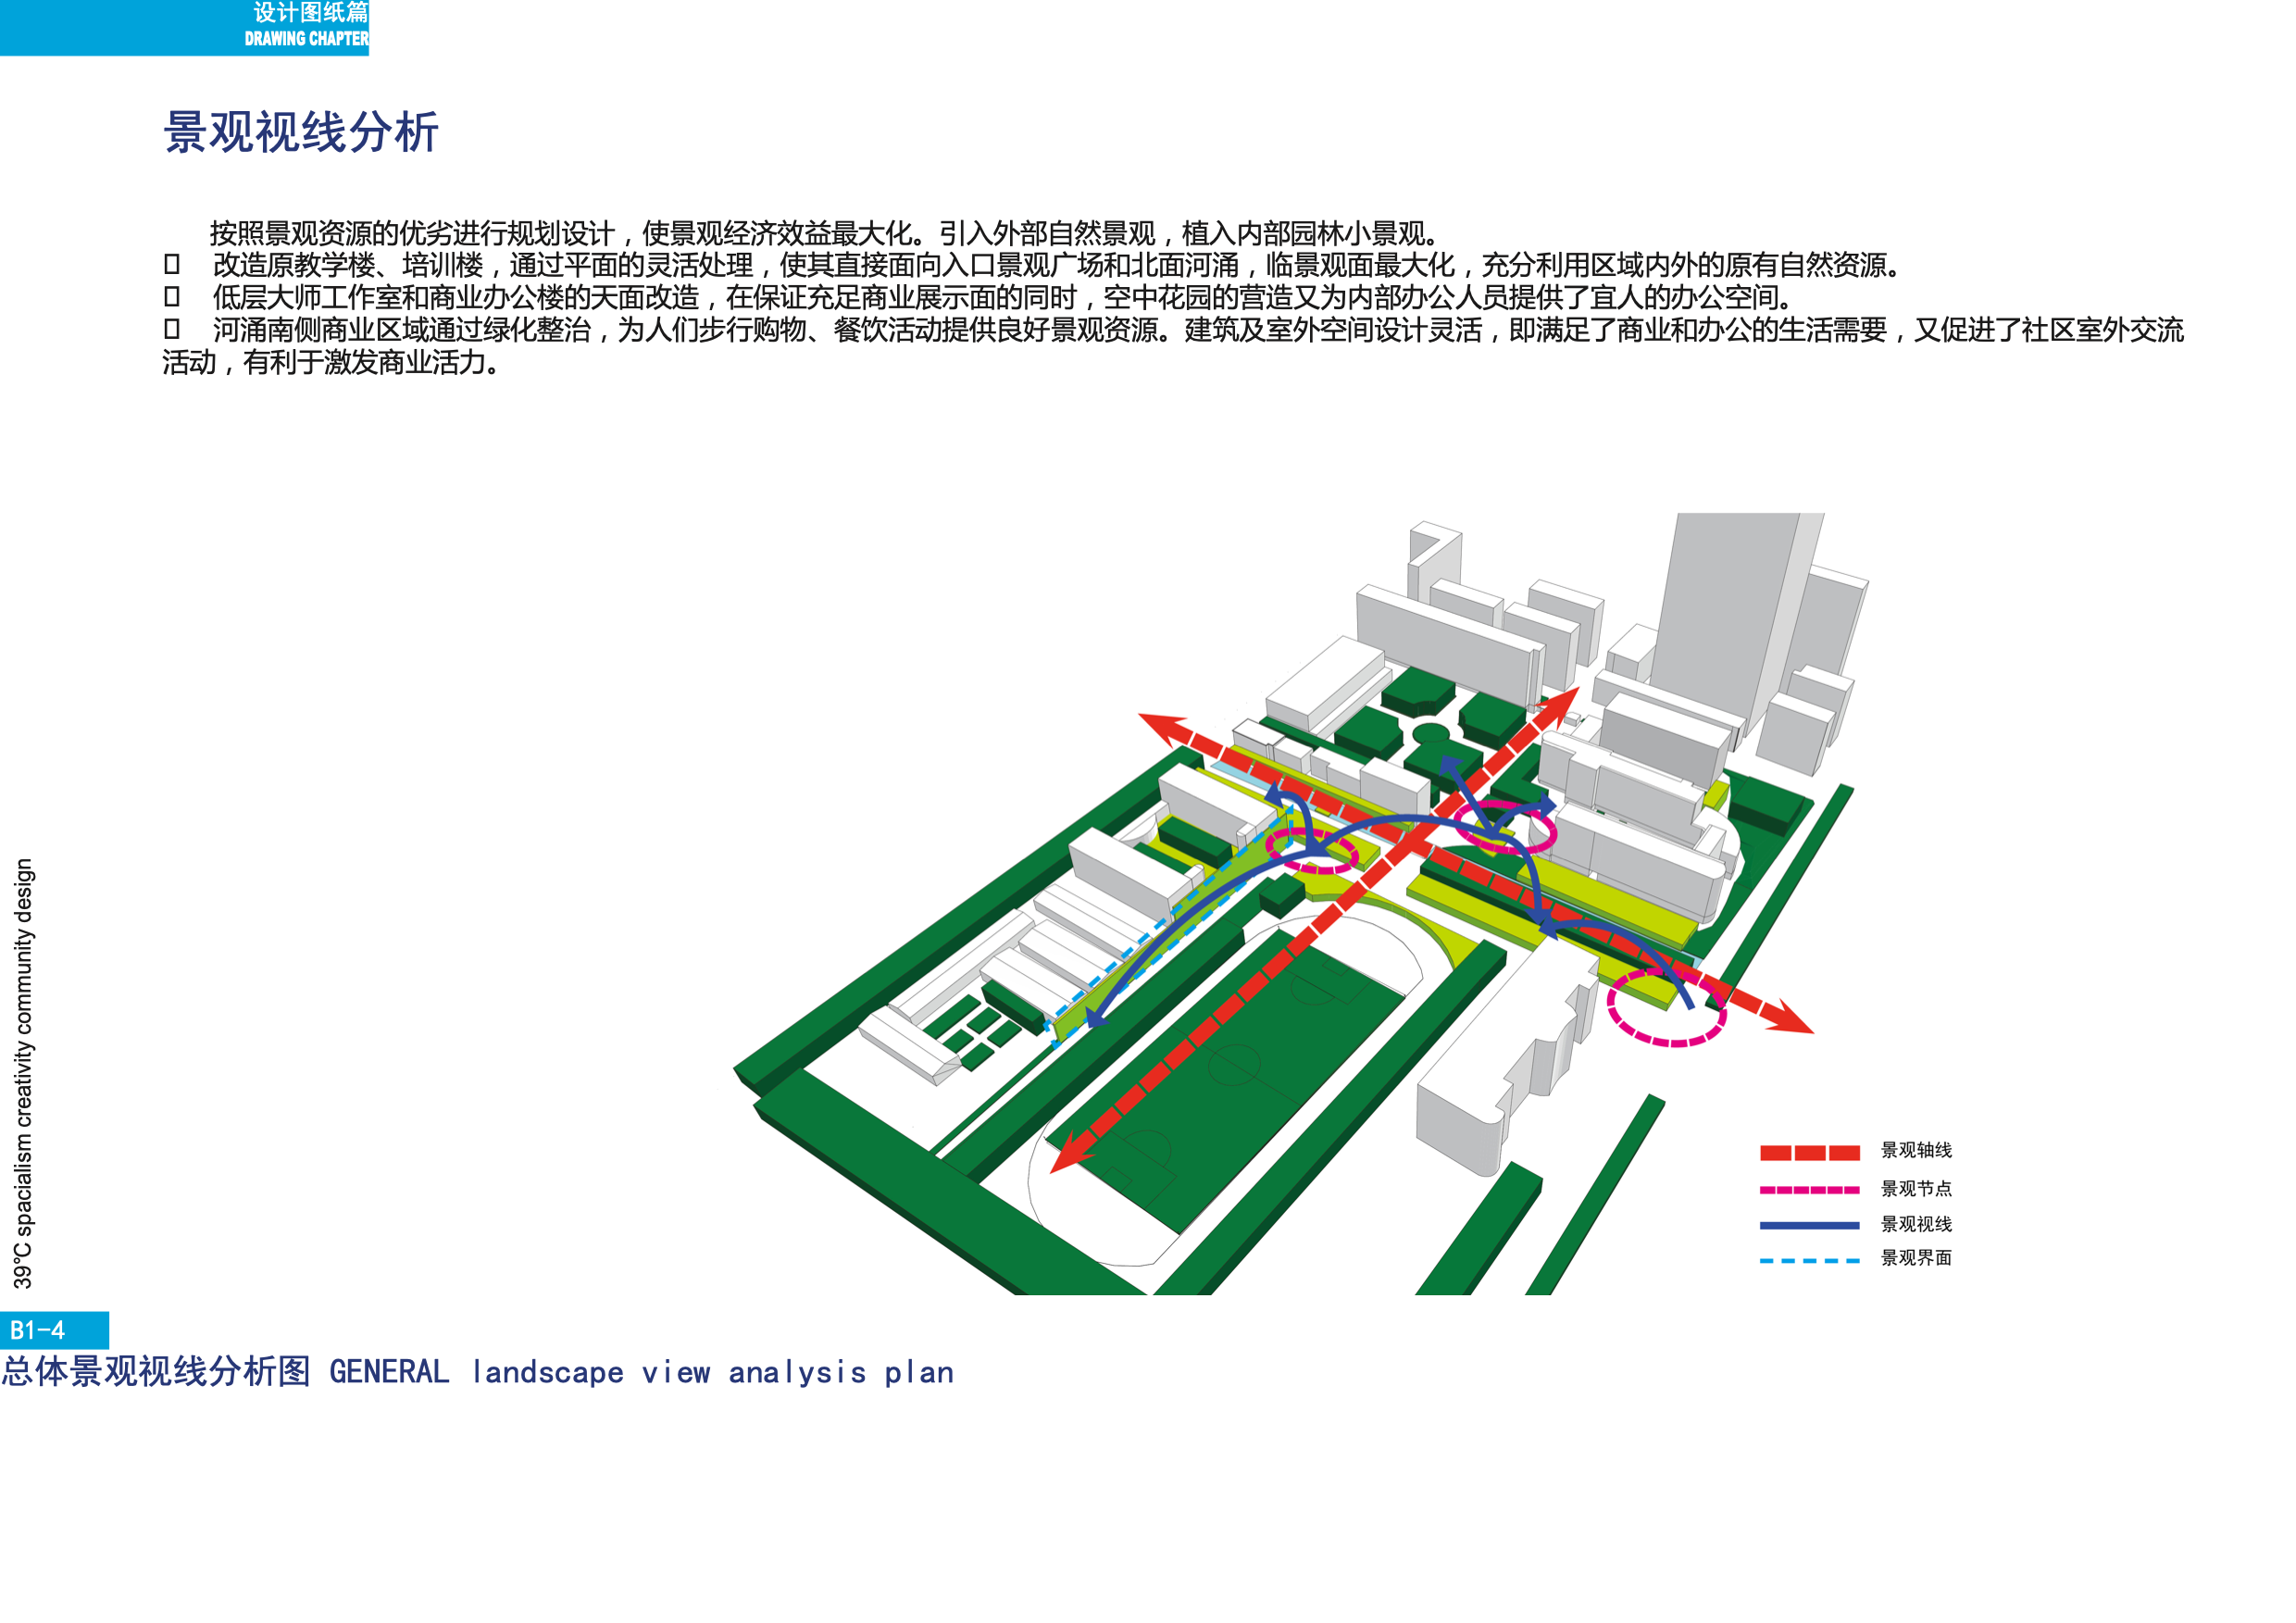 设计图纸篇
DRAWING CHAPTER
景观视线分析
按照景观资源的优劣进行规划设计，使景观经济效益最大化。引入外部自然景观，植入内部园林小景观。
改造原教学楼、培训楼，通过平面的灵活处理，使其直接面向入口景观广场和北面河涌，临景观面最大化，充分利用区域内外的原有自然资源。
低层大师工作室和商业办公楼的天面改造，在保证充足商业展示面的同时，空中花园的营造又为内部办公人员提供了宜人的办公空间。
河涌南侧商业区域通过绿化整治，为人们步行购物、餐饮活动提供良好景观资源。建筑及室外空间设计灵活，即满足了商业和办公的生活需要，又促进了社区室外交流
活动，有利于激发商业活力。
景观轴线
景观节点
景观视线
景观界面
39℃ spacialism creativity community design
B1-4
总体景观视线分析图 GENERAL landscape view analysis plan